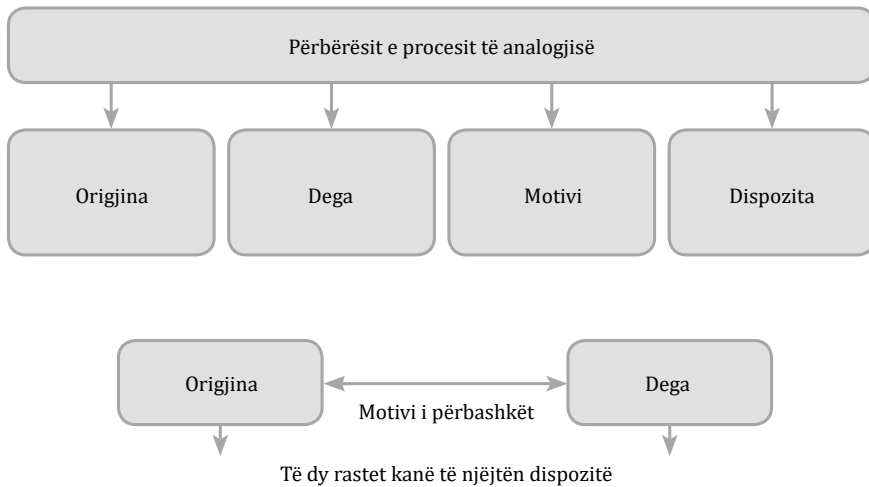 Përbërësit e procesit të analogjisë
Origjina
Dega
Motivi
Dispozita
Origjina
Dega
Motivi i përbashkët
Të dy rastet kanë të njëjtën dispozitë